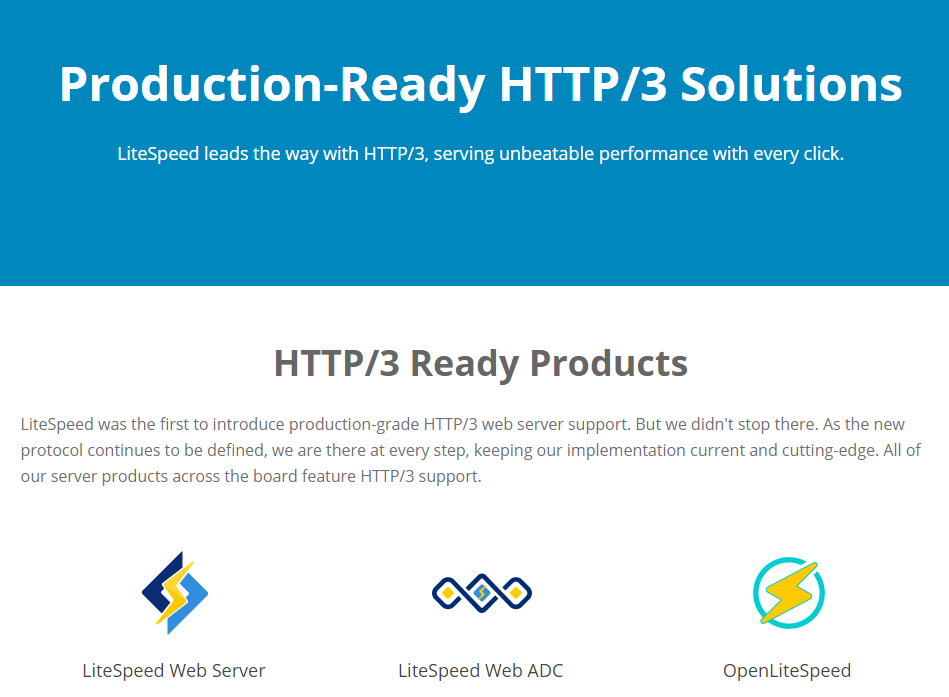 Production-Ready HTTP/3 Solutions
LiteSpeed leads the way with HTTP/3, serving unbeatable performance with every click.
HTTP/3 Ready Products
LiteSpeed was the first to introduce production-grade HTTP/3 web server support. But we didn't stop there. As the new
protocol continues to be defined, we are there at every step, keeping our implementation current and cutting-edge. All of
our server products across the board feature HTTP/3 support.
LiteSpeed Web Server
LiteSpeed Web ADC
OpenLiteSpeed